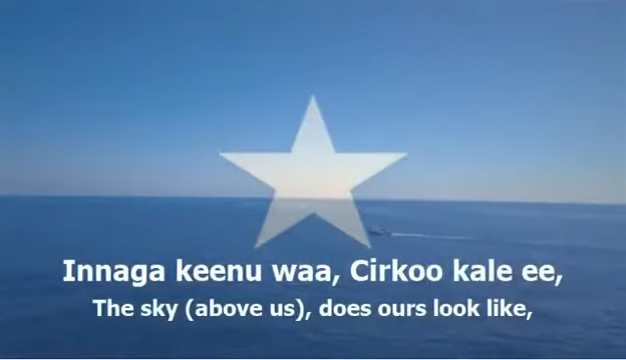 Innaga keenu waa, Cirkoo kale ee,
The sky (above us), does ours look like,